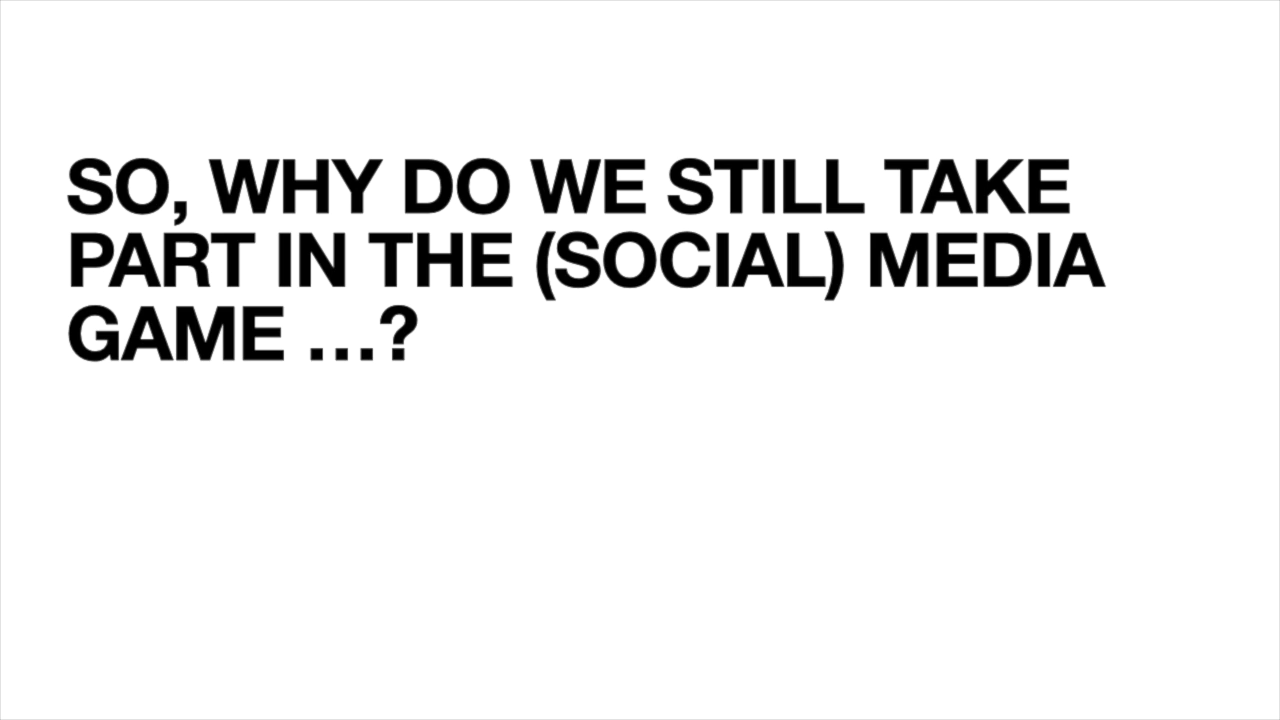 SO, WHY DO WE STILL TAKE
PART IN THE (SOCIAL) MEDIA
GAME …?